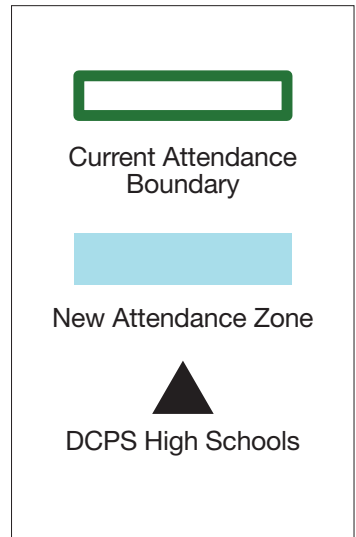 Current Attendance
Boundary
New Attendance Zone
DCPS High Schools